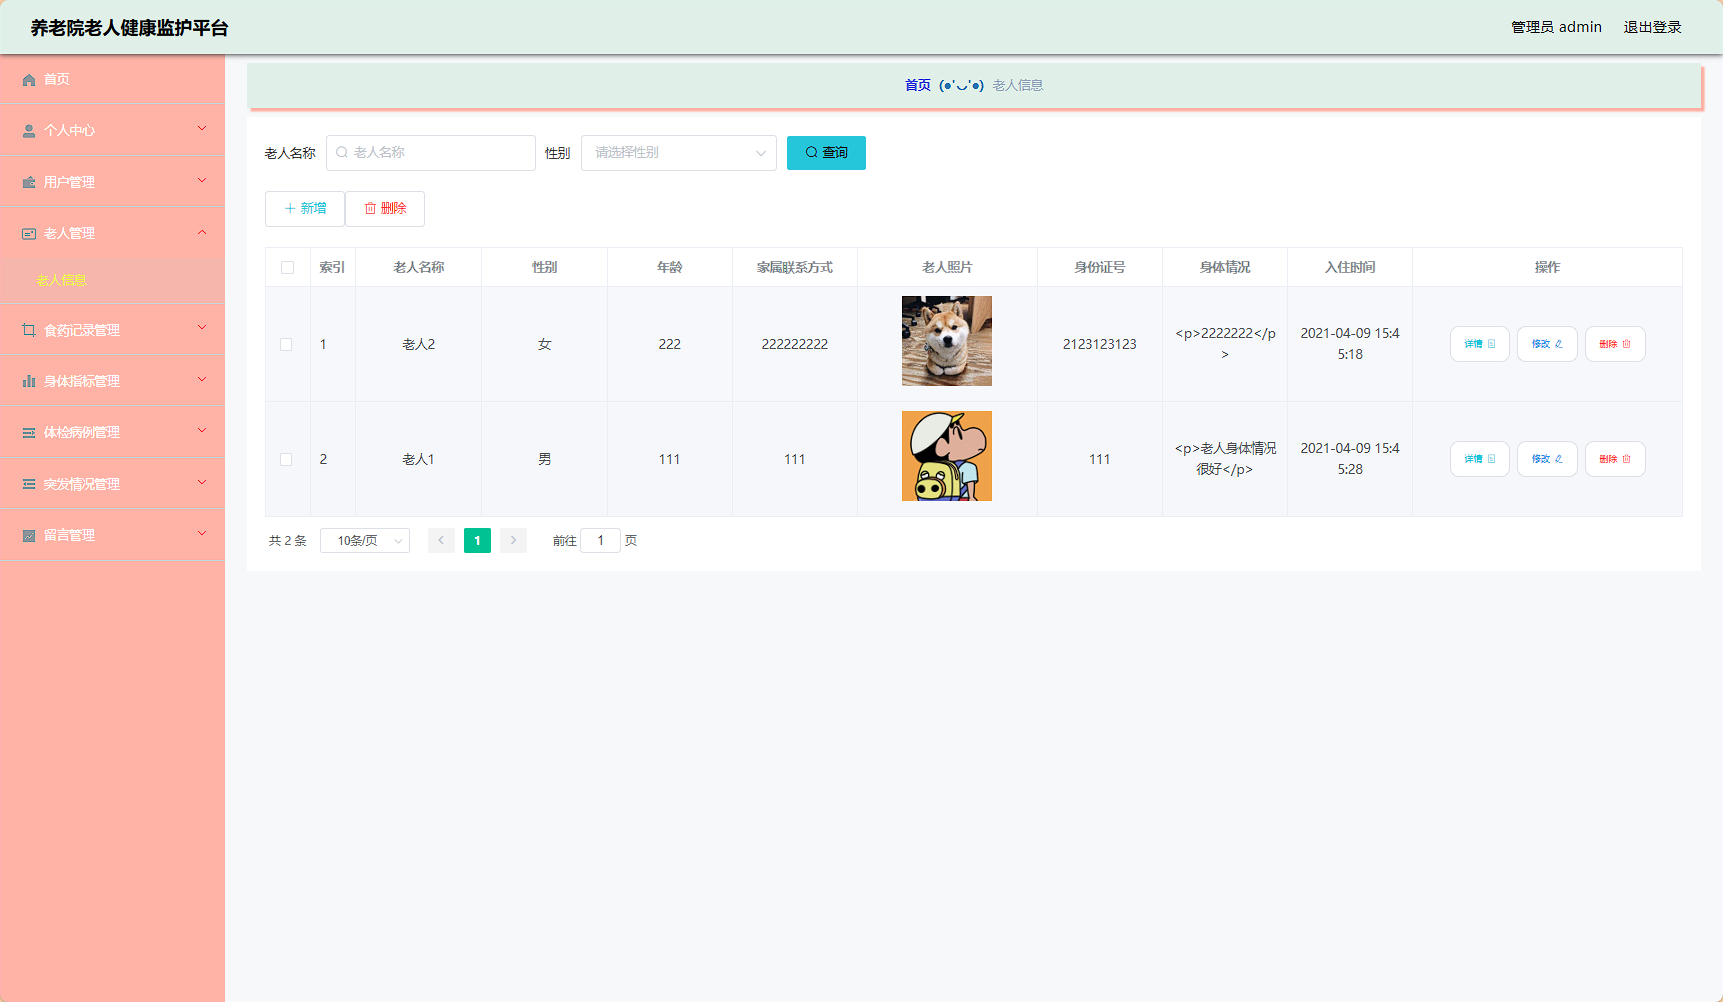 养老院老人健康监护平台
管理员 admin 退出登录
首页
个人中心
用户管理
老人管理
老人信息
食药记录管理
身体指标管理
体检病例管理
突发情况管理
留言管理
首页 (●'◡'●) 老人信息
老人名称 老人名称 性别 请选择性别 查询
新增 删除
索引 老人名称 性别 年龄 家属联系方式 老人照片 身份证号 身体情况 入住时间 操作
1 老人2 女 222 222222222 2123123123 <p>2222222</p> 2021-04-09 15:45:18 详情 修改 删除
2 老人1 男 111 111 111 <p>老人身体情况很好</p> 2021-04-09 15:45:28 详情 修改 删除
共 2 条 10条/页 1 前往 1 页